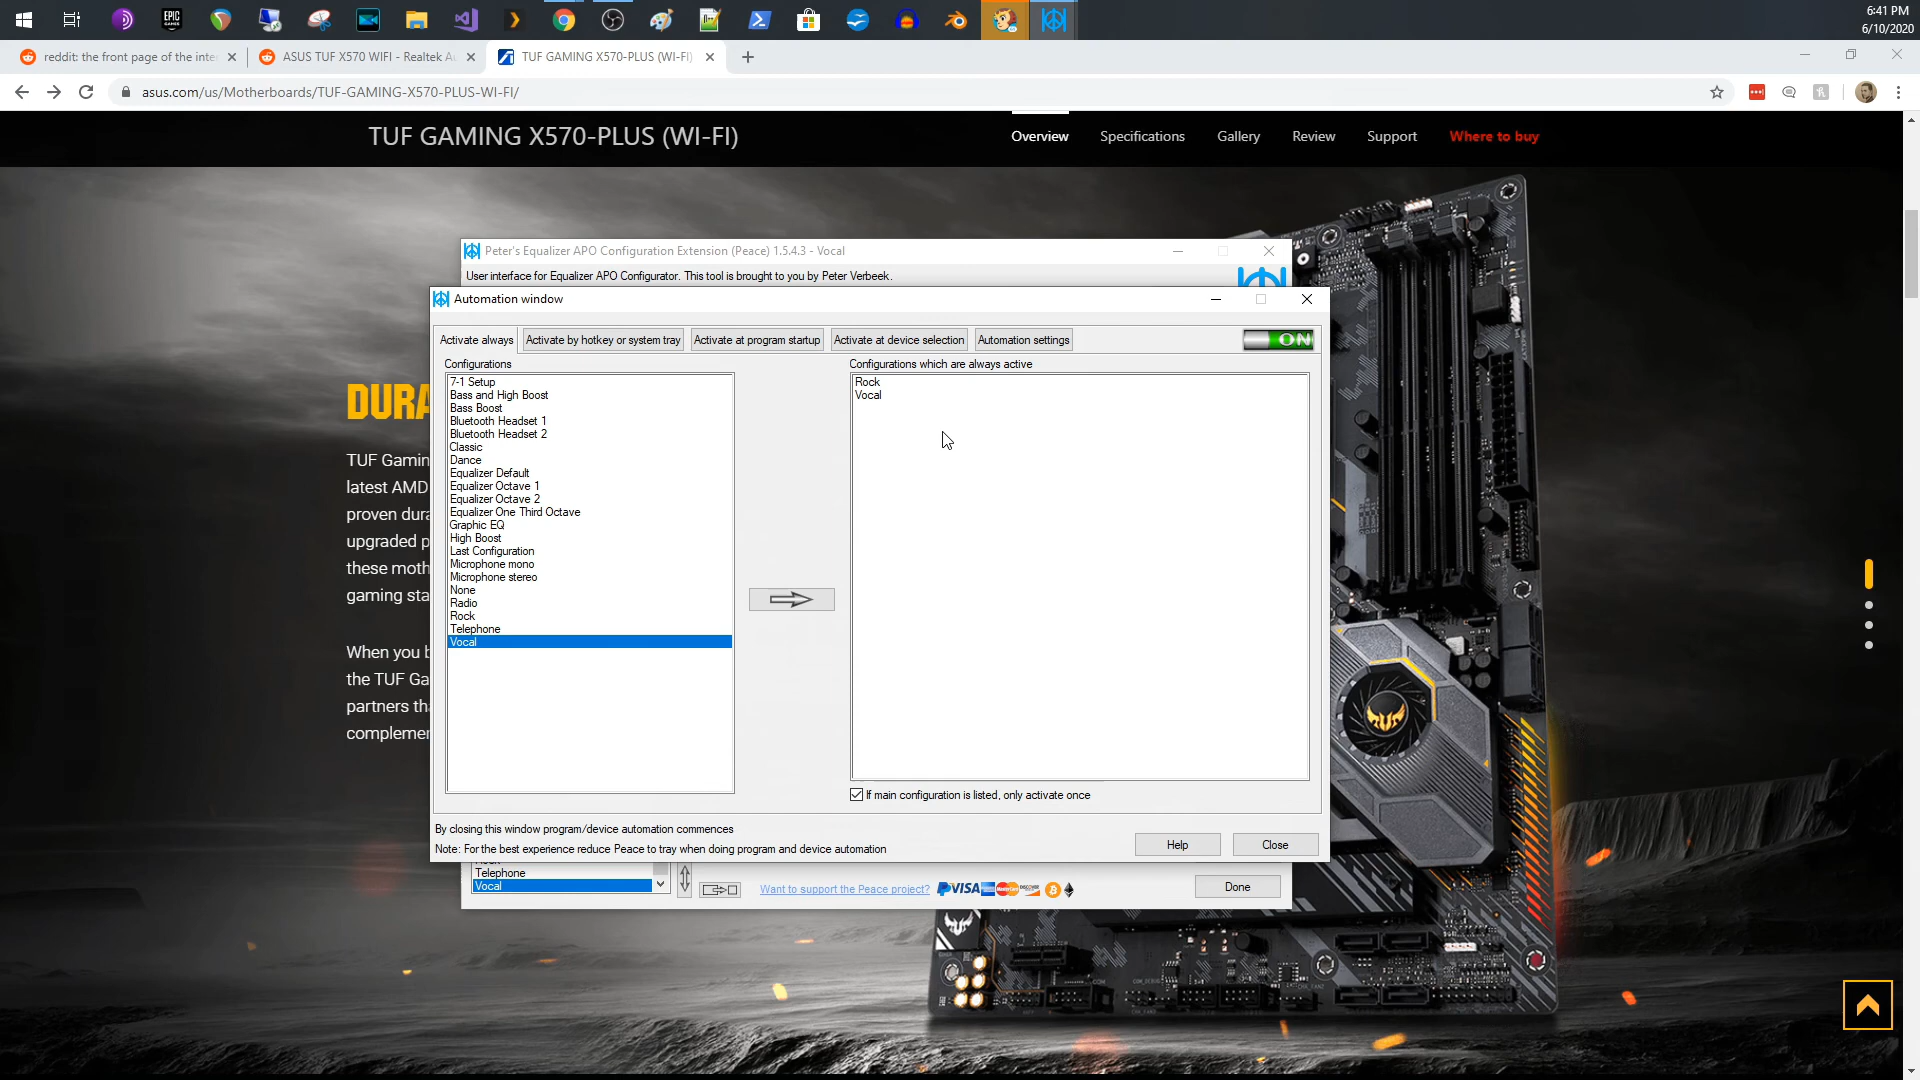 6:41 PM
6/10/2020
reddit: the front page of the inte
ASUS TUF X570 WIFI - Realtek Au
TUF GAMING X570-PLUS (WI-FI)
asus.com/us/Motherboards/TUF-GAMING-X570-PLUS-WI-FI/
TUF GAMING X570-PLUS (WI-FI)
Overview
Specifications
Gallery
Review
Support
Where to buy
Peter's Equalizer APO Configuration Extension (Peace) 1.5.4.3 - Vocal
User interface for Equalizer APO Configurator. This tool is brought to you by Peter Verbeek.
Automation window
Activate always
Activate by hotkey or system tray
Activate at program startup
Activate at device selection
Automation settings
ON
Configurations
7-1 Setup
Bass and High Boost
Bass Boost
Bluetooth Headset 1
Bluetooth Headset 2
Classic
Dance
Equalizer Default
Equalizer Octave 1
Equalizer Octave 2
Equalizer One Third Octave
Graphic EQ
High Boost
Last Configuration
Microphone mono
Microphone stereo
None
Radio
Rock
Telephone
Vocal
Configurations which are always active
Rock
Vocal
If main configuration is listed, only activate once
By closing this window program/device automation commences
Note: For the best experience reduce Peace to tray when doing program and device automation
Help
Close
Telephone
Vocal
Want to support the Peace project?
VISA
Done
DURA
TUF Gamin
latest AMD
proven dura
upgraded p
these moth
gaming sta
When you b
the TUF Ga
partners tha
complemen
EPIC
GAMES